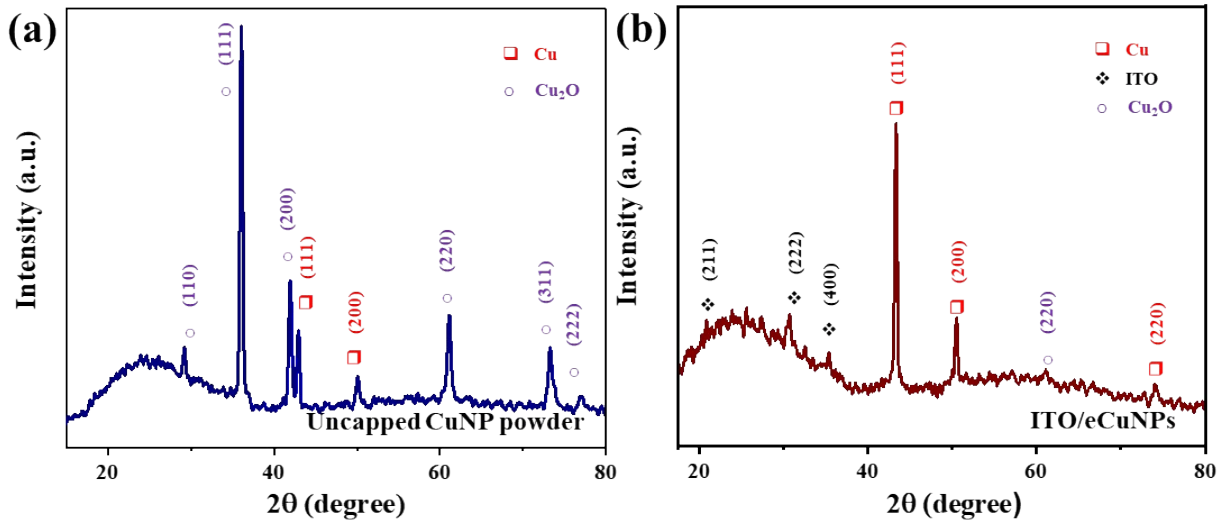 (a)
Intensity (a.u.)
(110)
(111)
(200)
(111)
(200)
(220)
(311)
(222)
Cu
Cu₂O
Uncapped CuNP powder
20
40
60
80
2θ (degree)
(b)
Intensity (a.u.)
(211)
(222)
(400)
(111)
(200)
(220)
(220)
Cu
ITO
Cu₂O
ITO/eCuNPs
20
40
60
80
2θ (degree)